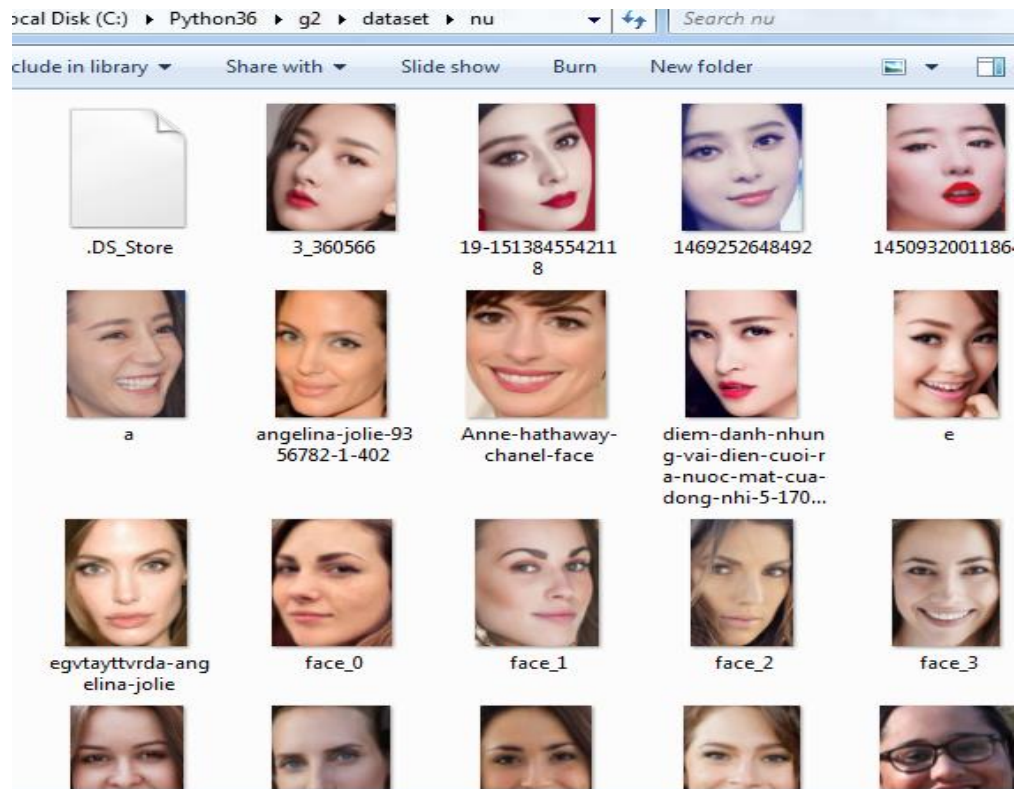 ocal Disk (C:) ▸ Python36 ▸ g2 ▸ dataset ▸ nu
Search nu
clude in library
Share with
Slide show
Burn
New folder
.DS_Store
3_360566
19-151384554211
8
1469252648492
1450932001186
a
angelina-jolie-93
56782-1-402
Anne-hathaway-
chanel-face
diem-danh-nhun
g-vai-dien-cuoi-r
a-nuoc-mat-cua-
dong-nhi-5-170...
e
egvtayttvrda-ang
elina-jolie
face_0
face_1
face_2
face_3